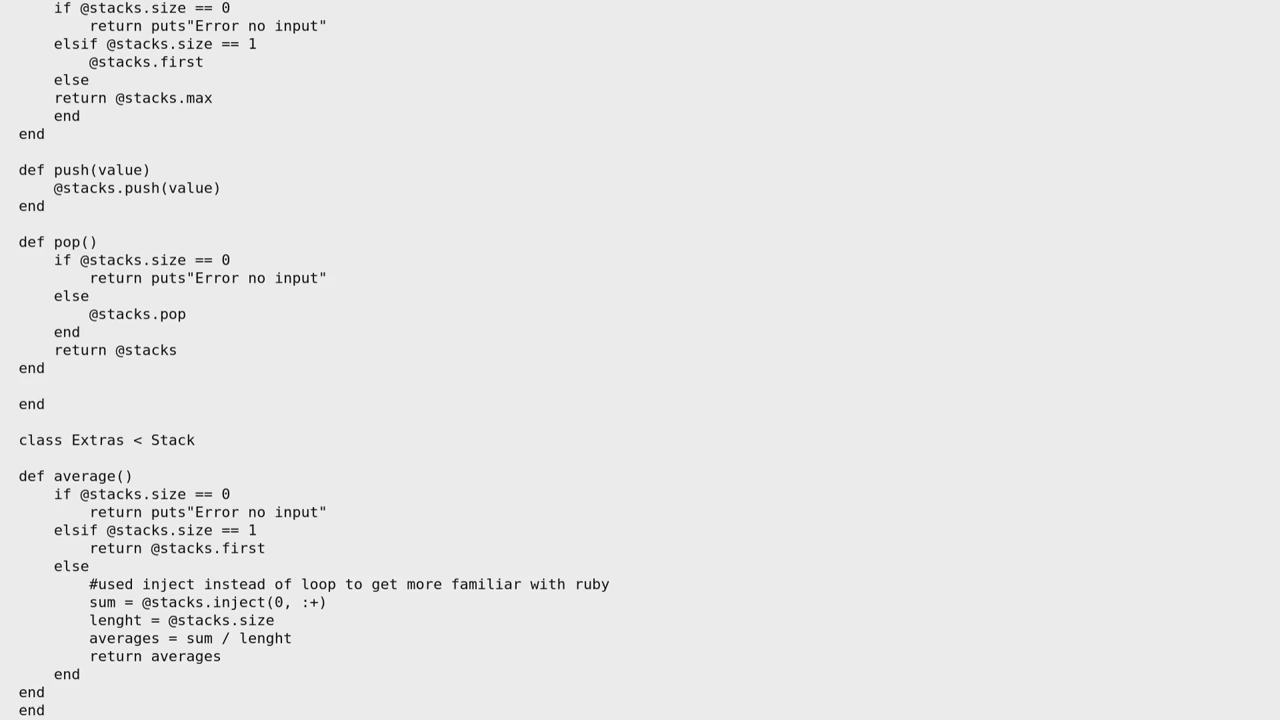 if @stacks.size == 0
return puts"Error no input"
elsif @stacks.size == 1
@stacks.first
else
return @stacks.max
end
end
def push(value)
@stacks.push(value)
end
def pop()
if @stacks.size == 0
return puts"Error no input"
else
@stacks.pop
end
return @stacks
end
end
class Extras < Stack
def average()
if @stacks.size == 0
return puts"Error no input"
elsif @stacks.size == 1
return @stacks.first
else
#used inject instead of loop to get more familiar with ruby
sum = @stacks.inject(0, :+)
lenght = @stacks.size
averages = sum / lenght
return averages
end
end
end